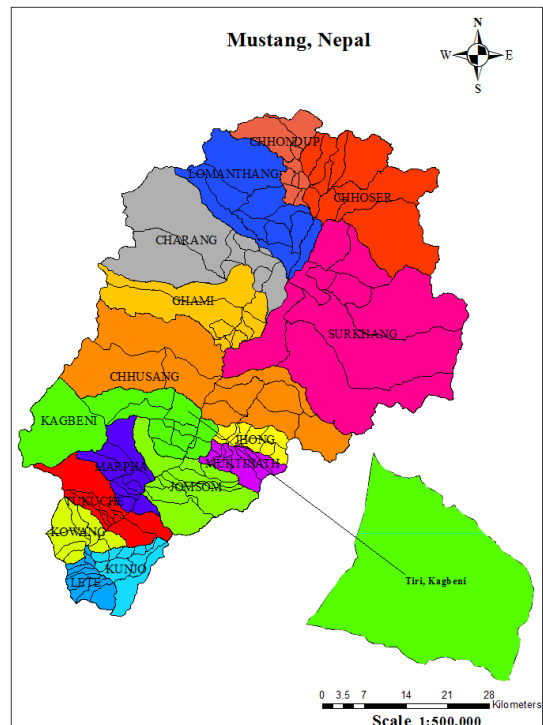 Mustang, Nepal
N
W
E
S
CHHONDUP
LOMANTHANG
CHHOSER
CHARANG
GHAMI
SURKHANG
CHHUSANG
KAGBENI
JHONG
MARPHA
MUKTINATH
JOMSOM
TUKUCHE
KOWANG
KUNJO
LETE
Tiri, Kagbeni
0 3.5 7 14 21 28
Kilometers
Scale 1:500,000